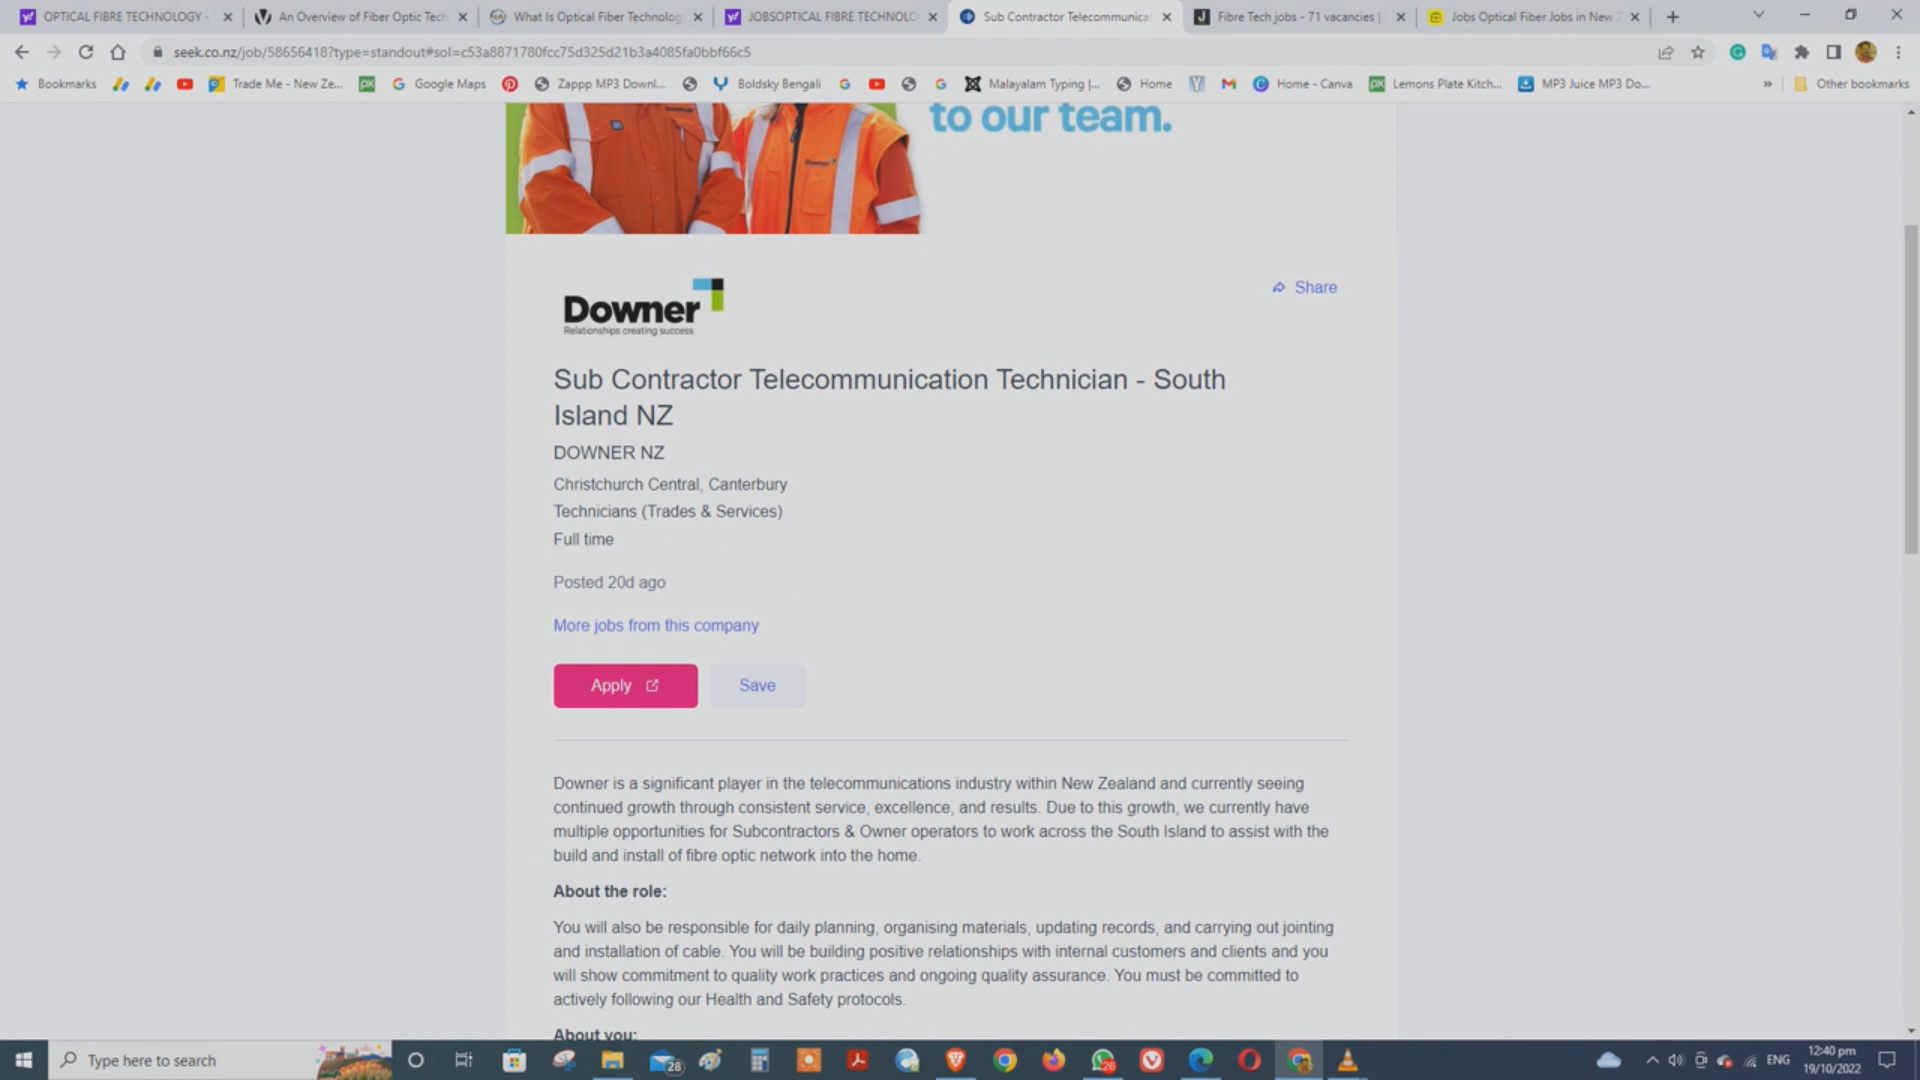 OPTICAL FIBRE TECHNOLOGY -
An Overview of Fiber Optic Tech
What Is Optical Fiber Technolog
JOBSOPTICAL FIBRE TECHNOLO
Sub Contractor Telecommunicat
Fibre Tech jobs - 71 vacancies |
Jobs Optical Fiber Jobs in New Z
seek.co.nz/job/58656418?type=standout#sol=c53a8871780fcc75d325d21b3a4085fa0bbf66c5
Bookmarks
Trade Me - New Ze...
Google Maps
Zappp MP3 Downl...
Boldsky Bengali
Malayalam Typing |...
Home
Home - Canva
Lemons Plate Kitch...
MP3 Juice MP3 Do...
Other bookmarks
to our team.
Downer
Downer
Relationships creating success
Share
Sub Contractor Telecommunication Technician - South
Island NZ
DOWNER NZ
Christchurch Central, Canterbury
Technicians (Trades & Services)
Full time
Posted 20d ago
More jobs from this company
Apply
Save
Downer is a significant player in the telecommunications industry within New Zealand and currently seeing
continued growth through consistent service, excellence, and results. Due to this growth, we currently have
multiple opportunities for Subcontractors & Owner operators to work across the South Island to assist with the
build and install of fibre optic network into the home.
About the role:
You will also be responsible for daily planning, organising materials, updating records, and carrying out jointing
and installation of cable. You will be building positive relationships with internal customers and clients and you
will show commitment to quality work practices and ongoing quality assurance. You must be committed to
actively following our Health and Safety protocols.
About you:
Type here to search
28
26
ENG
12:40 pm
19/10/2022